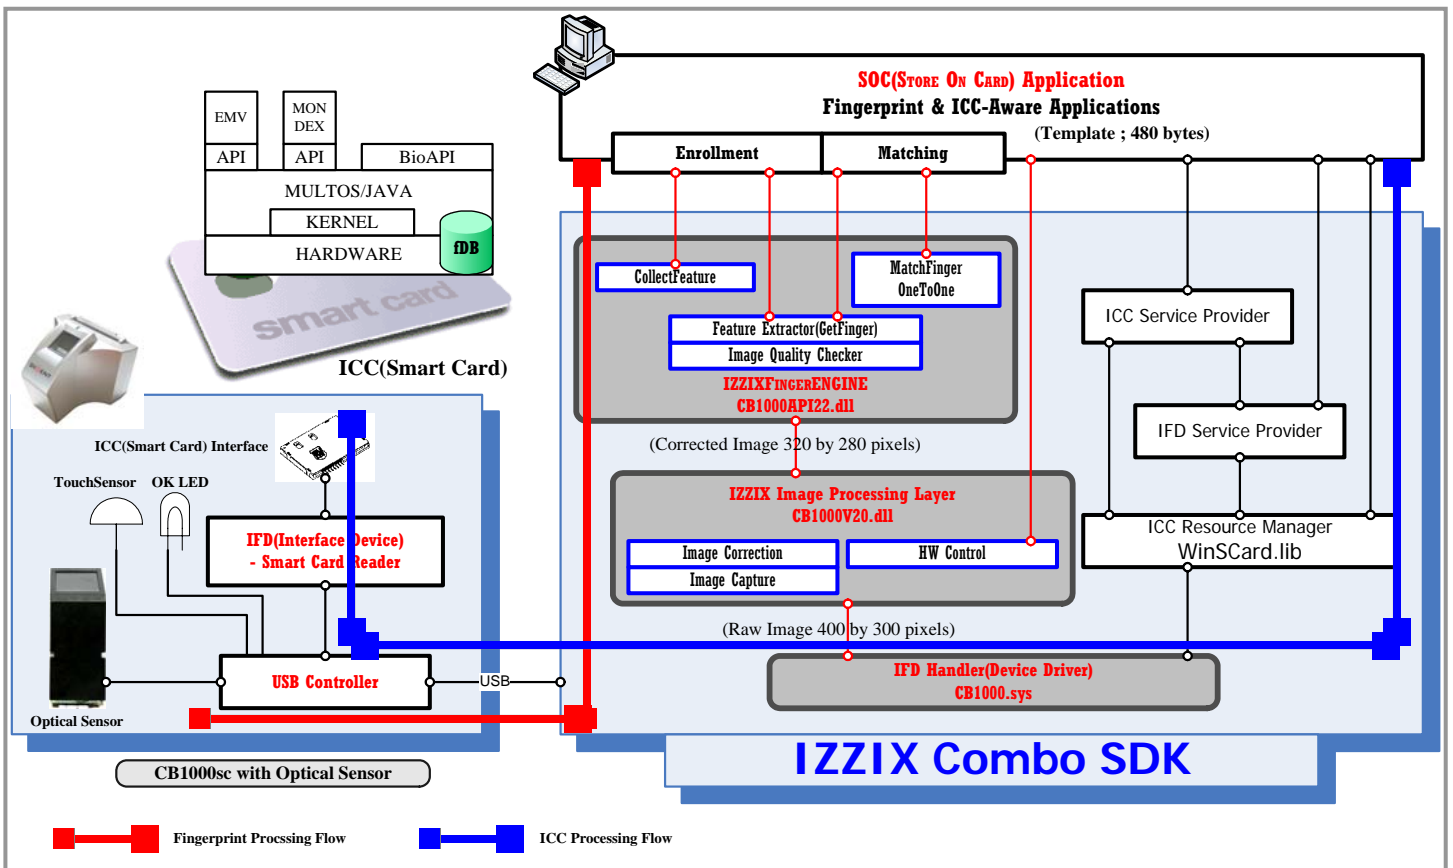 SOC(STORE ON CARD) Application
Fingerprint & ICC-Aware Applications
(Template ; 480 bytes)
Enrollment
Matching
EMV
MON
DEX
API
API
BioAPI
MULTOS/JAVA
KERNEL
HARDWARE
fDB
smart card
ICC(Smart Card)
CollectFeature
MatchFinger
OneToOne
Feature Extractor(GetFinger)
Image Quality Checker
IZZIXFINGERENGINE
CB1000API22.dll
(Corrected Image 320 by 280 pixels)
IZZIX Image Processing Layer
CB1000V20.dll
Image Correction
Image Capture
HW Control
(Raw Image 400 by 300 pixels)
IFD Handler(Device Driver)
CB1000.sys
ICC Service Provider
IFD Service Provider
ICC Resource Manager
WinSCard.lib
ICC(Smart Card) Interface
TouchSensor
OK LED
IFD(Interface Device)
- Smart Card Reader
USB Controller
USB
Optical Sensor
CB1000sc with Optical Sensor
IZZIX Combo SDK
Fingerprint Procssing Flow
ICC Processing Flow